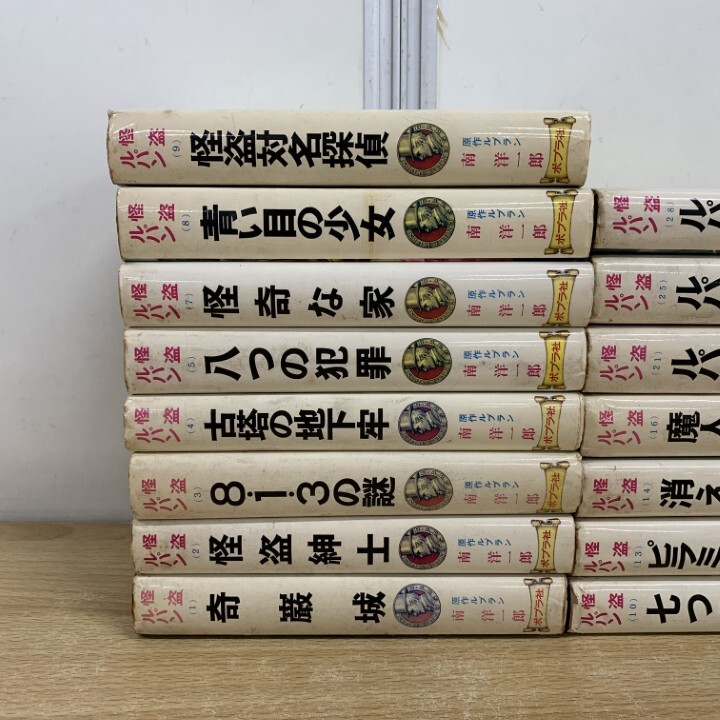 怪盗ルパン (9) 怪盗対名探偵 原作ルブラン 南洋一郎 ポプラ社
怪盗ルパン (8) 青い目の少女 原作ルブラン 南洋一郎 ポプラ社
怪盗ルパン (7) 怪奇な家 原作ルブラン 南洋一郎 ポプラ社
怪盗ルパン (5) 八つの犯罪 原作ルブラン 南洋一郎 ポプラ社
怪盗ルパン (4) 古塔の地下牢 原作ルブラン 南洋一郎 ポプラ社
怪盗ルパン (3) 8・1・3の謎 原作ルブラン 南洋一郎 ポプラ社
怪盗ルパン (2) 怪盗紳士 原作ルブラン 南洋一郎 ポプラ社
怪盗ルパン (1) 奇巌城 原作ルブラン 南洋一郎 ポプラ社
怪盗ルパン (28) ルパ
怪盗ルパン (25) ルパ
怪盗ルパン (21) ルパ
怪盗ルパン (16) 魔人
怪盗ルパン (14) 消え
怪盗ルパン (13) ピラミ
怪盗ルパン (10) 七つ